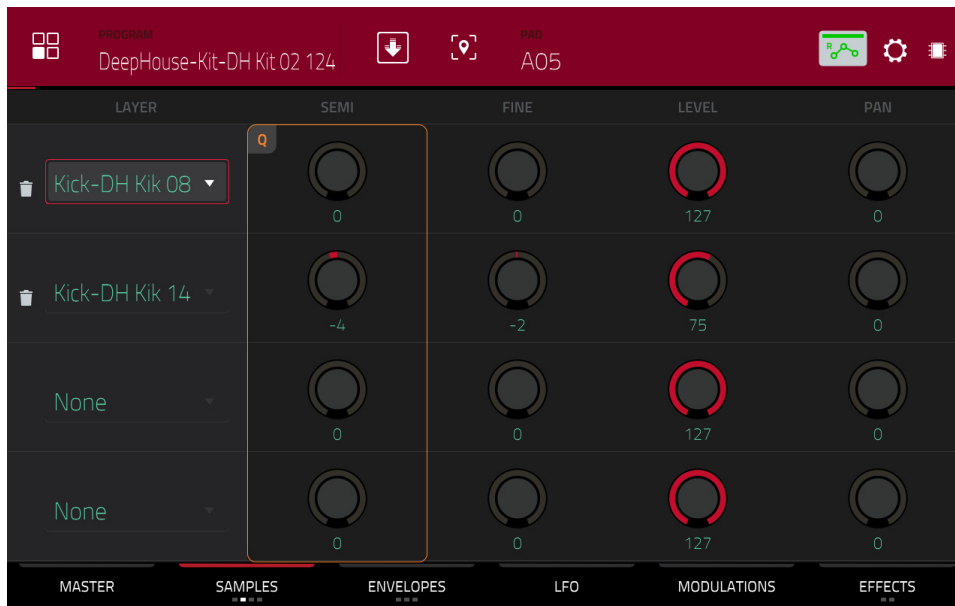 PROGRAM PAD
DeepHouse-Kit-DH Kit 02 124 A05
R
LAYER SEMI FINE LEVEL PAN
Q
Kick-DH Kik 08
0 0 127 0
Kick-DH Kik 14
-4 -2 75 0
None
0 0 127 0
None
0 0 127 0
MASTER SAMPLES ENVELOPES LFO MODULATIONS EFFECTS